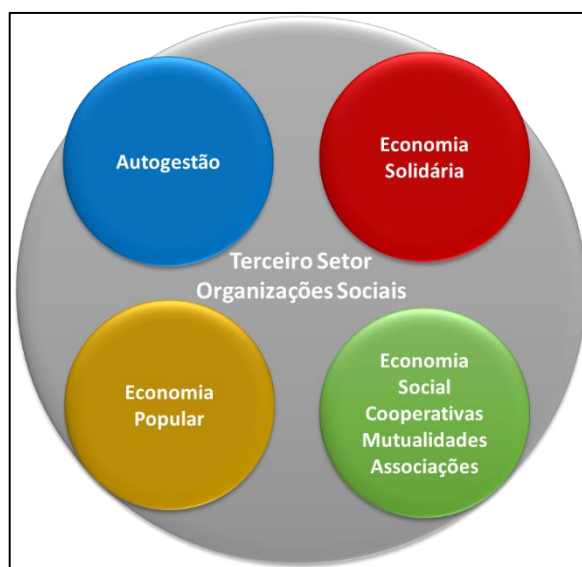 Autogestão
Economia
Solidária
Terceiro Setor
Organizações Sociais
Economia
Popular
Economia
Social
Cooperativas
Mutualidades
Associações